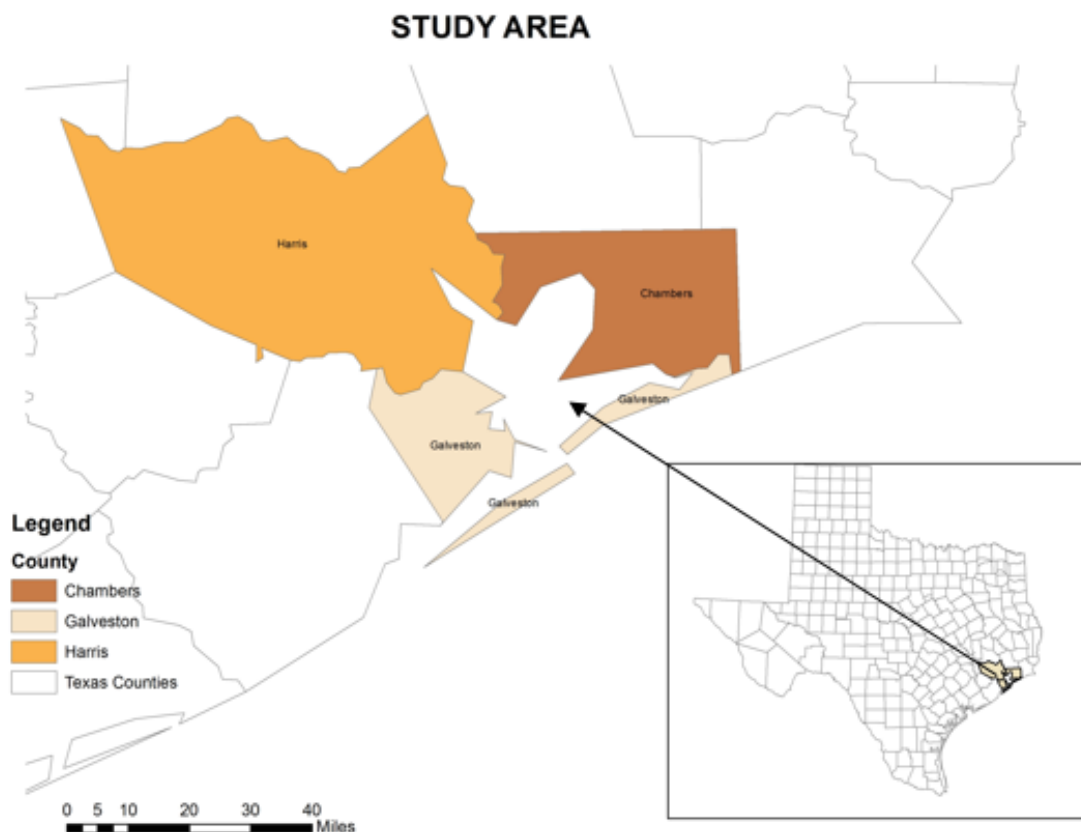 STUDY AREA
Harris
Chambers
Galveston
Galveston
Galveston
Legend
County
Chambers
Galveston
Harris
Texas Counties
0 5 10 20 30 40
Miles